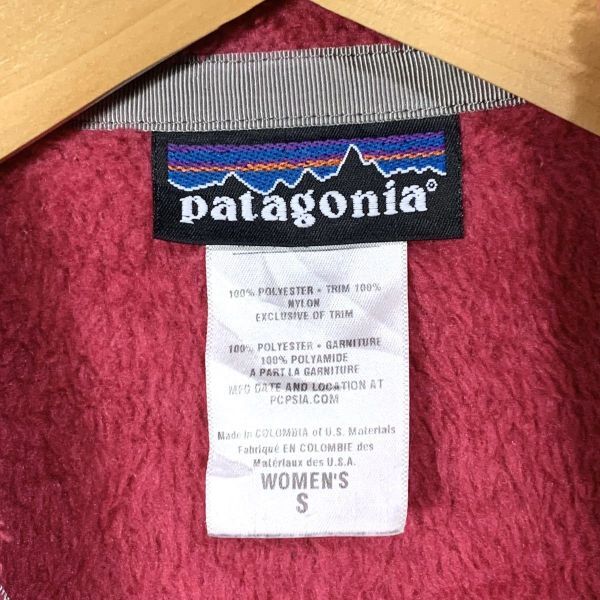 patagonia®
100% POLYESTER • TRIM 100%
NYLON
EXCLUSIVE OF TRIM
100% POLYESTER • GARNITURE
100% POLYAMIDE
A PART LA GARNITURE
MFG DATE AND LOCATION AT
PCPSIA.COM
Made in COLOMBIA of U.S. Materials
Fabriqué EN COLOMBIE des
Matériaux des U.S.A.
WOMEN'S
S